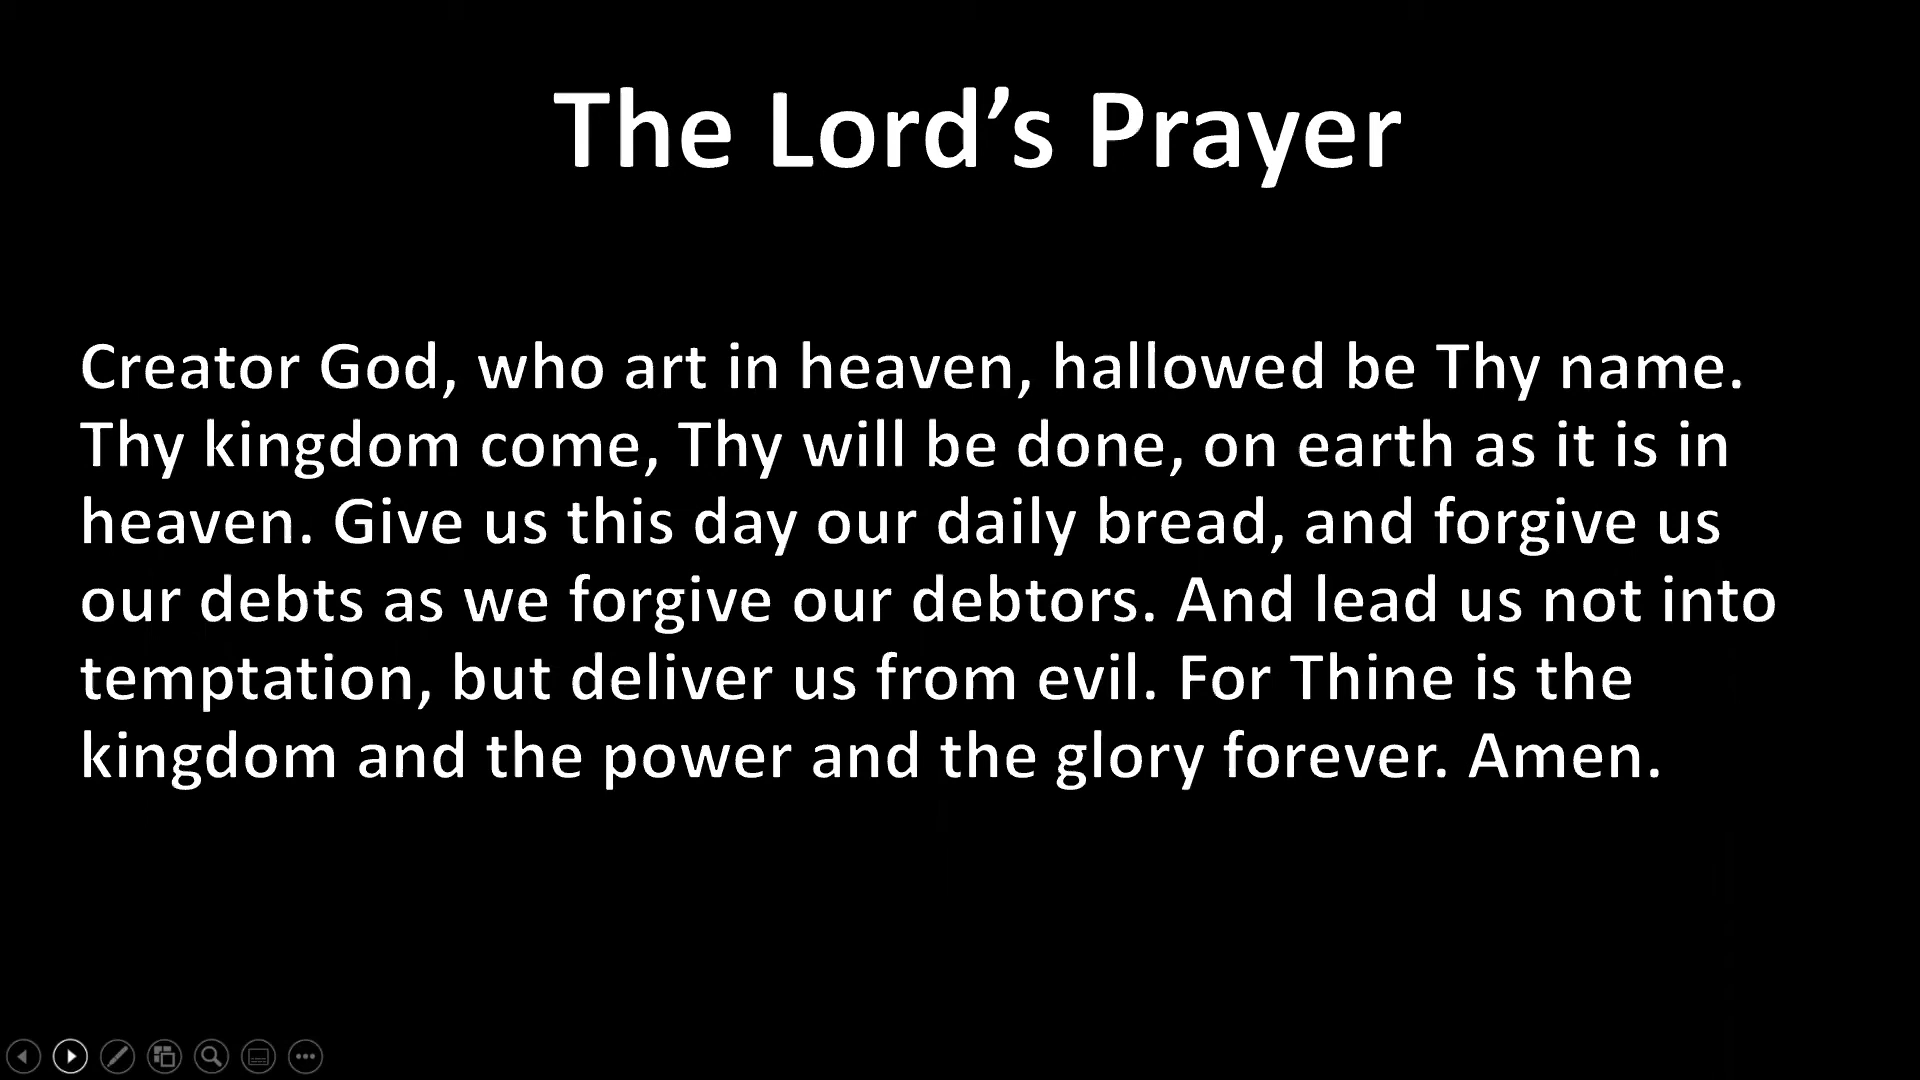 The Lord’s Prayer
Creator God, who art in heaven, hallowed be Thy name.
Thy kingdom come, Thy will be done, on earth as it is in
heaven. Give us this day our daily bread, and forgive us
our debts as we forgive our debtors. And lead us not into
temptation, but deliver us from evil. For Thine is the
kingdom and the power and the glory forever. Amen.